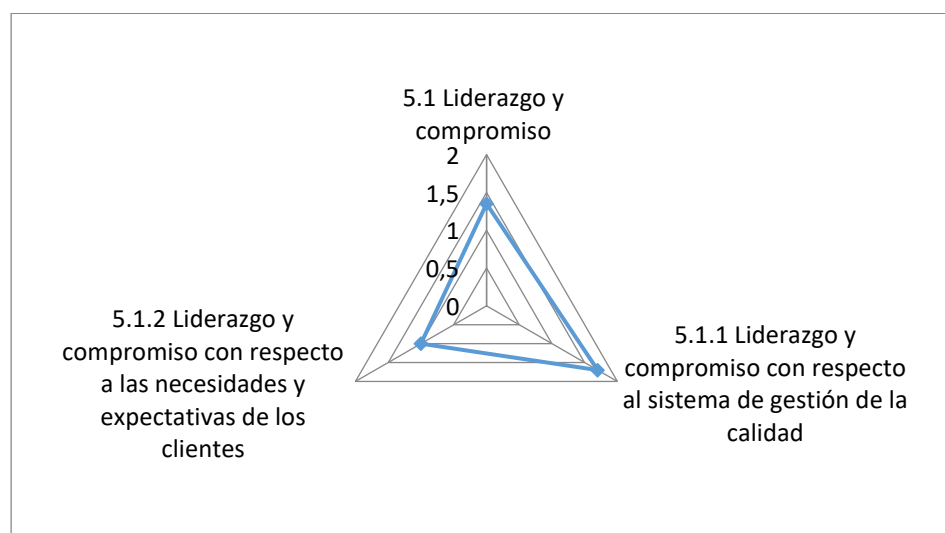 5.1 Liderazgo y
compromiso
2
1,5
1
0,5
0
5.1.2 Liderazgo y
compromiso con respecto
a las necesidades y
expectativas de los
clientes
5.1.1 Liderazgo y
compromiso con respecto
al sistema de gestión de la
calidad